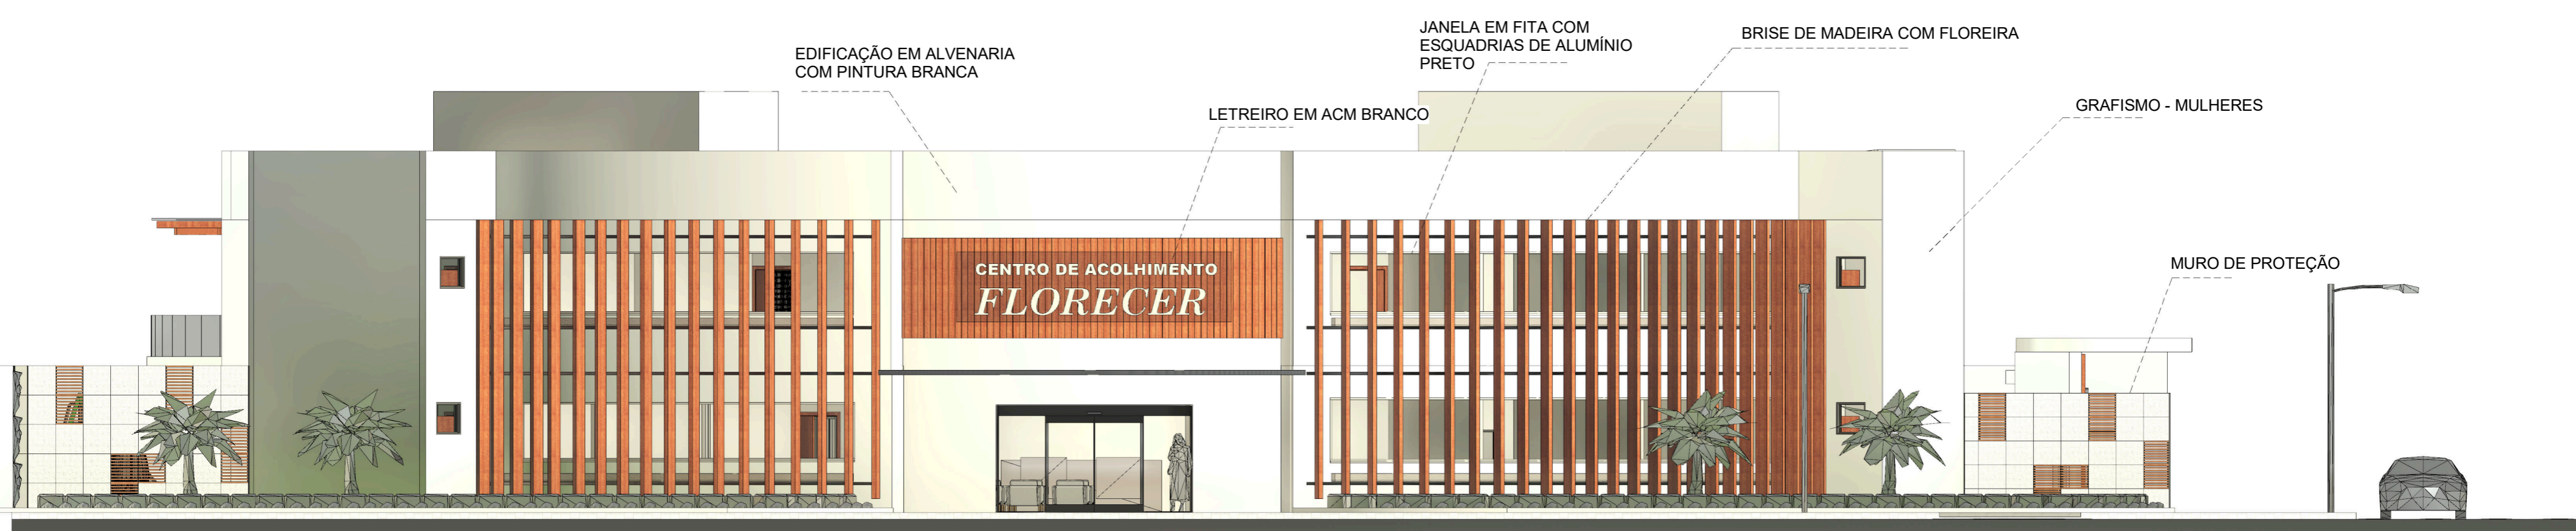 JANELA EM FITA COM
ESQUADRIAS DE ALUMÍNIO
PRETO
BRISE DE MADEIRA COM FLOREIRA
EDIFICAÇÃO EM ALVENARIA
COM PINTURA BRANCA
LETREIRO EM ACM BRANCO
GRAFISMO - MULHERES
MURO DE PROTEÇÃO
CENTRO DE ACOLHIMENTO
FLORECER